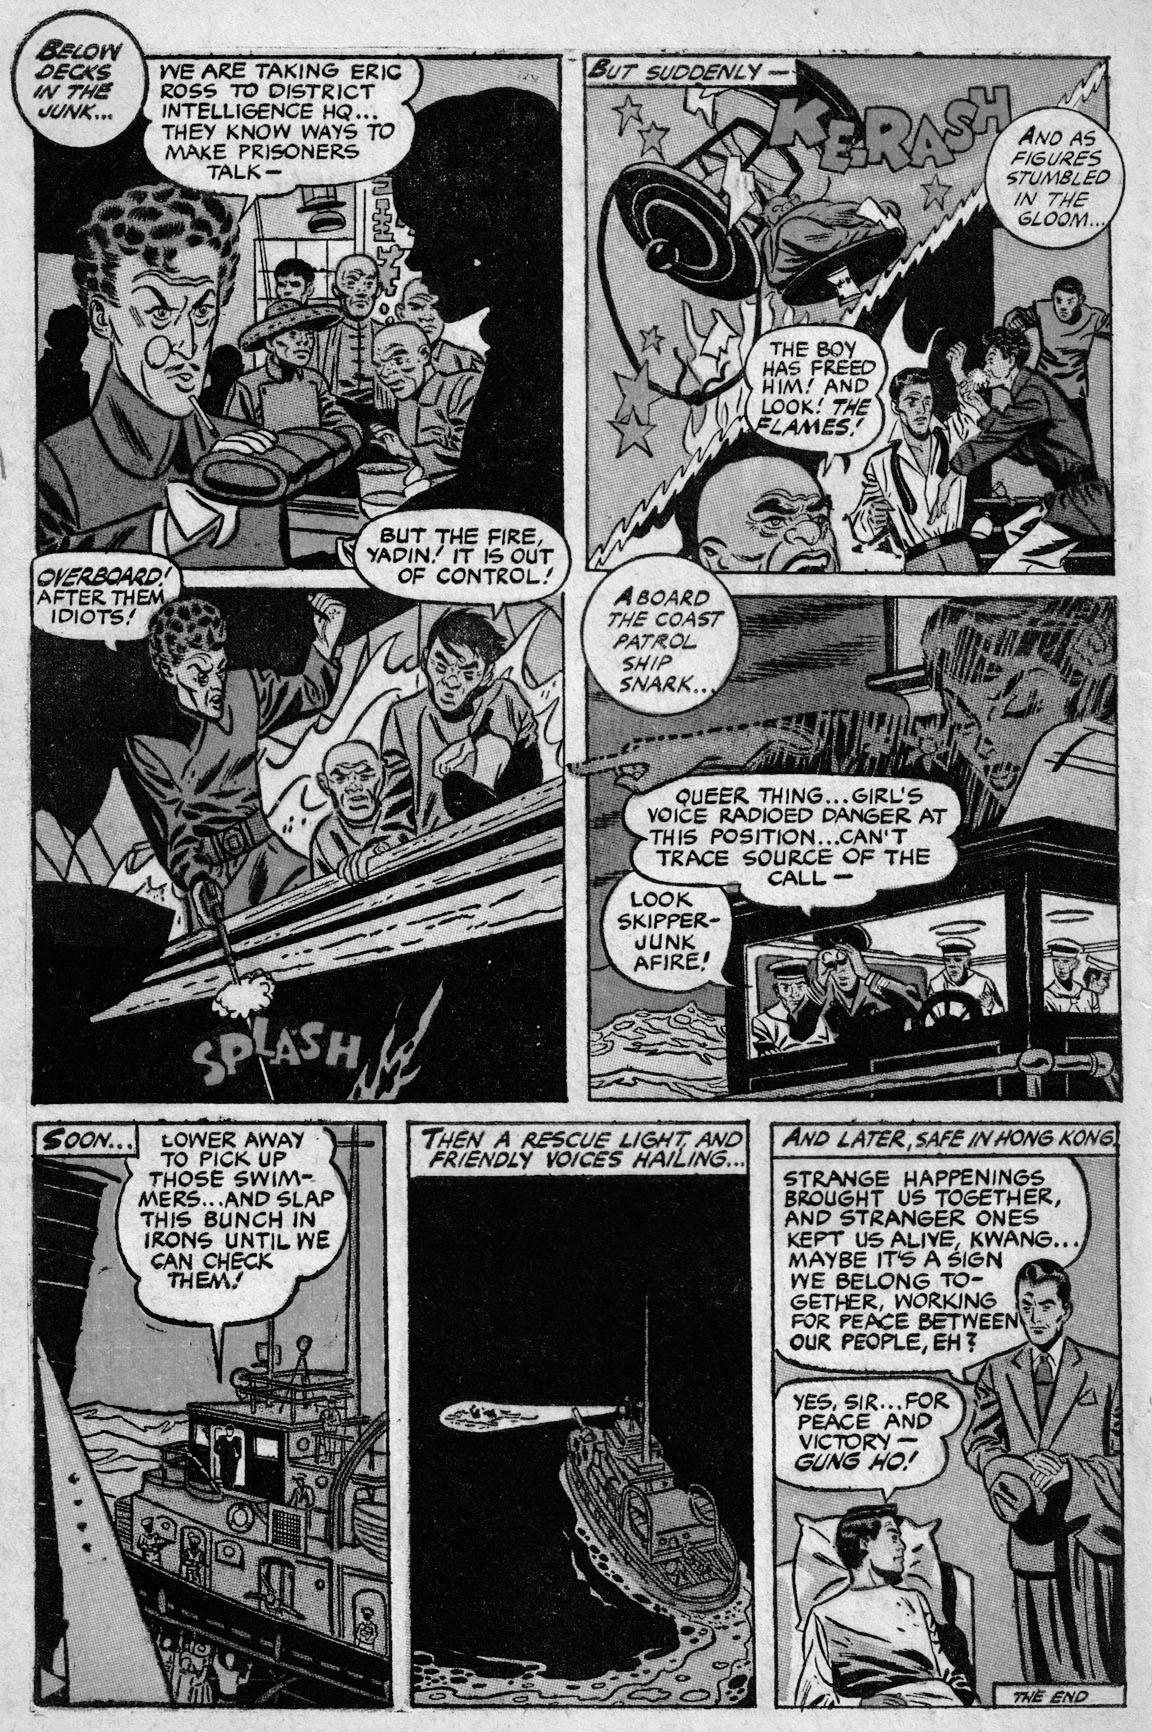 BELOW
DECKS
IN THE
JUNK...
WE ARE TAKING ERIC
ROSS TO DISTRICT
INTELLIGENCE HQ...
THEY KNOW WAYS TO
MAKE PRISONERS
TALK—
BUT SUDDENLY—
KE-RASH
AND AS
FIGURES
STUMBLED
IN THE
GLOOM...
THE BOY
HAS FREED
HIM! AND
LOOK! THE
FLAMES!
OVERBOARD!
AFTER THEM
IDIOTS!
BUT THE FIRE,
YADIN! IT IS OUT
OF CONTROL!
SPLASH
ABOARD
THE COAST
PATROL
SHIP
SNARK...
QUEER THING...GIRL'S
VOICE RADIOED DANGER AT
THIS POSITION...CAN'T
TRACE SOURCE OF THE
CALL—
LOOK
SKIPPER-
JUNK
AFIRE!
SOON...
LOWER AWAY
TO PICK UP
THOSE SWIM-
MERS...AND SLAP
THIS BUNCH IN
IRONS UNTIL WE
CAN CHECK
THEM!
THEN A RESCUE LIGHT, AND
FRIENDLY VOICES HAILING...
AND LATER, SAFE IN HONG KONG,
STRANGE HAPPENINGS
BROUGHT US TOGETHER,
AND STRANGER ONES
KEPT US ALIVE, KWANG...
MAYBE IT'S A SIGN
WE BELONG TO-
GETHER, WORKING
FOR PEACE BETWEEN
OUR PEOPLE, EH?
YES, SIR...FOR
PEACE AND
VICTORY—
GUNG HO!
THE END